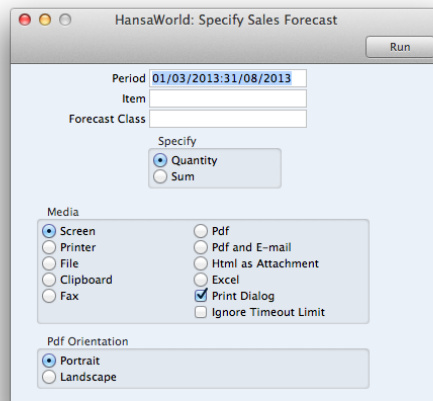 HansaWorld: Specify Sales Forecast
Run
Period 01/03/2013:31/08/2013
Item
Forecast Class
Specify
Quantity
Sum
Media
Screen Pdf
Printer Pdf and E-mail
File Html as Attachment
Clipboard Excel
Fax Print Dialog
Ignore Timeout Limit
Pdf Orientation
Portrait
Landscape